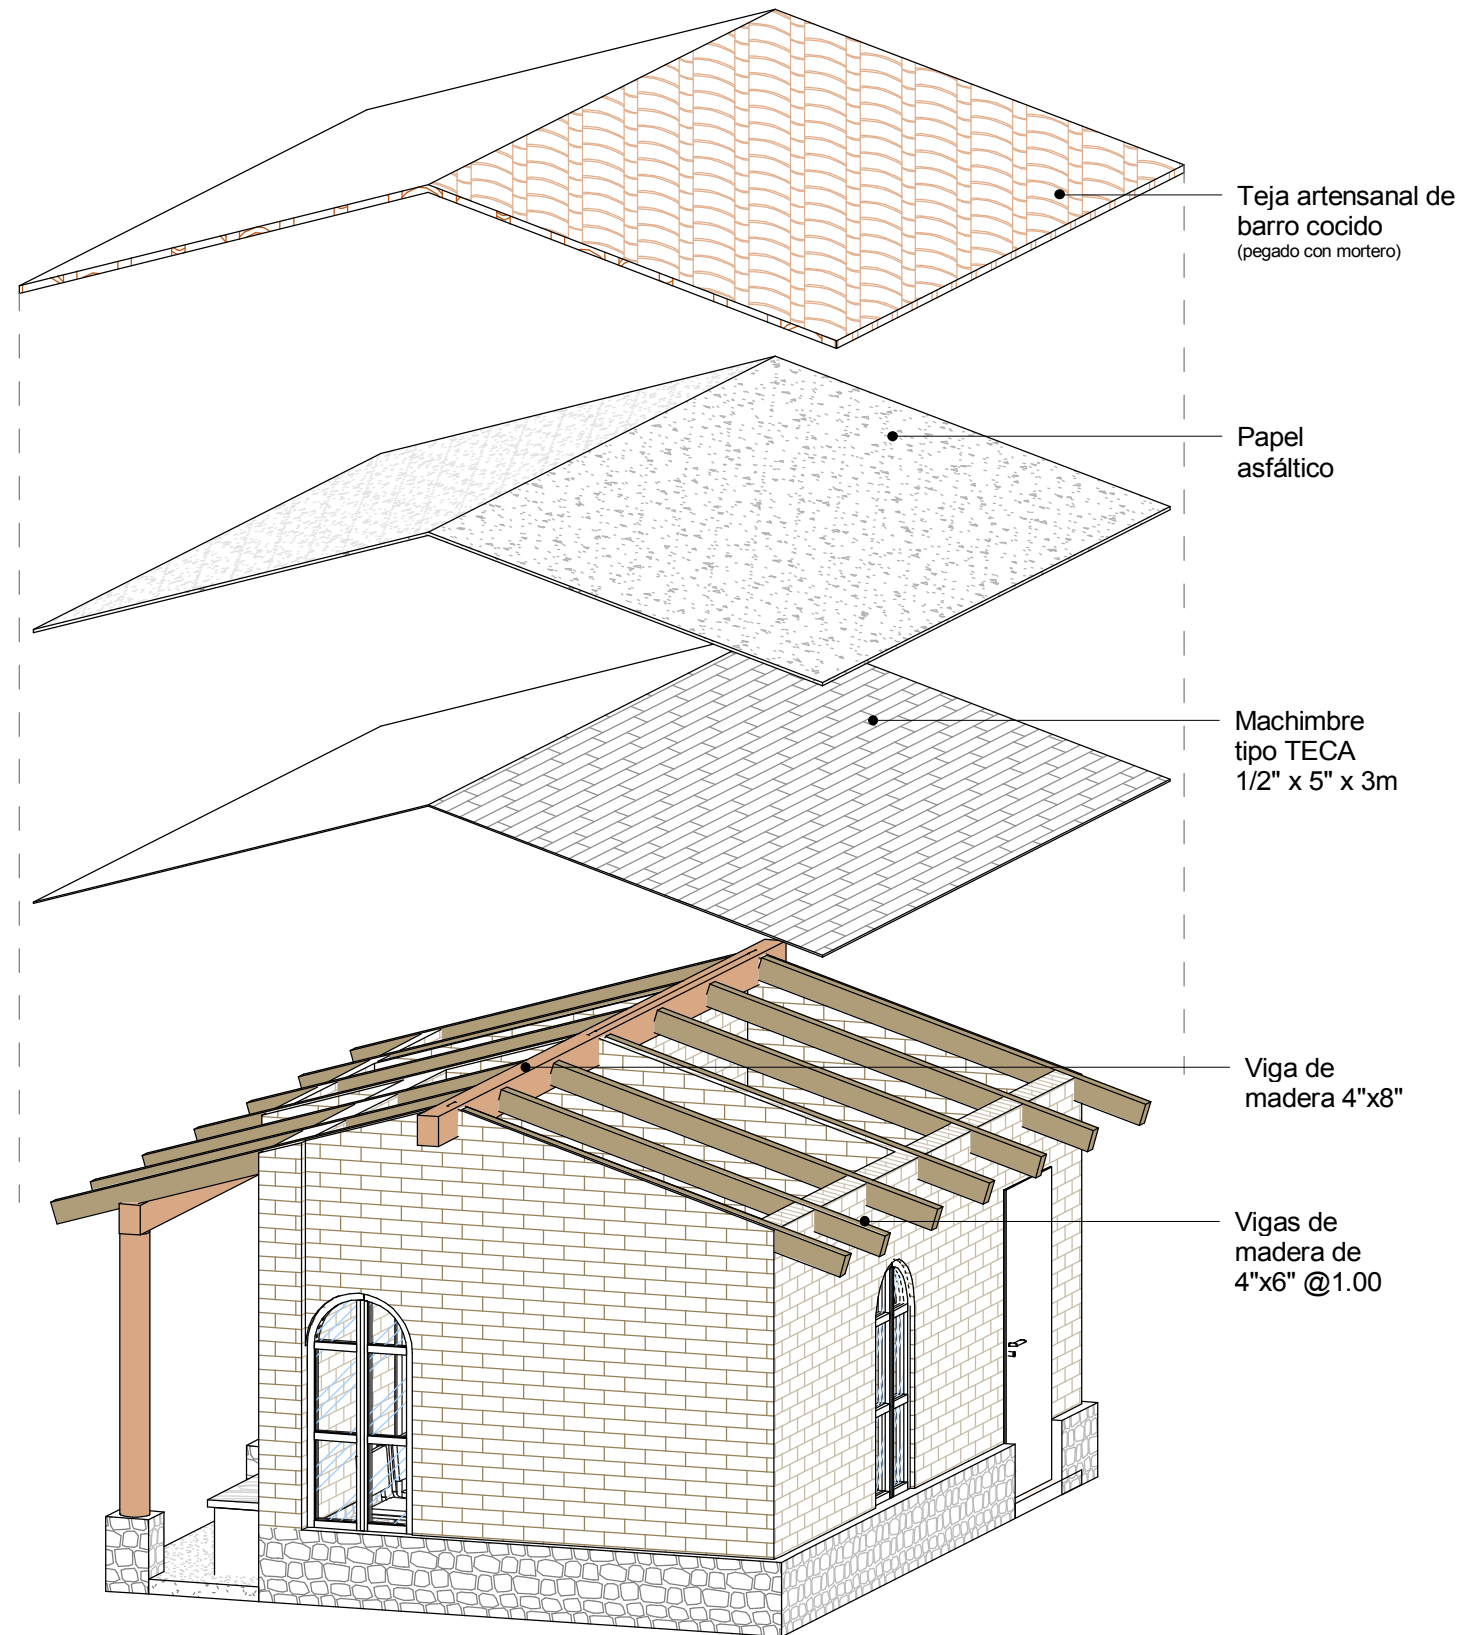 Teja artensanal de
barro cocido
(pegado con mortero)
Papel
asfáltico
Machimbre
tipo TECA
1/2" x 5" x 3m
Viga de
madera 4"x8"
Vigas de
madera de
4"x6" @1.00